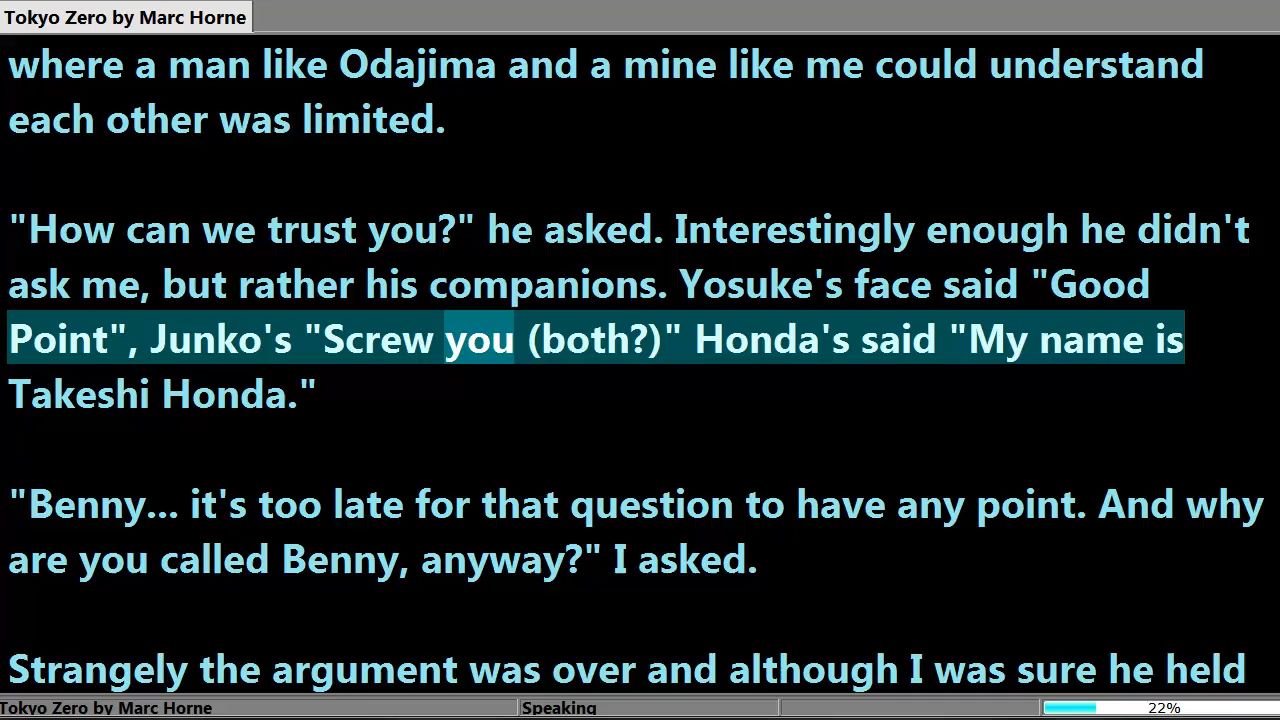 Tokyo Zero by Marc Horne
where a man like Odajima and a mine like me could understand
each other was limited.
"How can we trust you?" he asked. Interestingly enough he didn't
ask me, but rather his companions. Yosuke's face said "Good
Point", Junko's "Screw you (both?)" Honda's said "My name is
Takeshi Honda."
"Benny... it's too late for that question to have any point. And why
are you called Benny, anyway?" I asked.
Strangely the argument was over and although I was sure he held
Tokyo Zero by Marc Horne
Speaking
22%